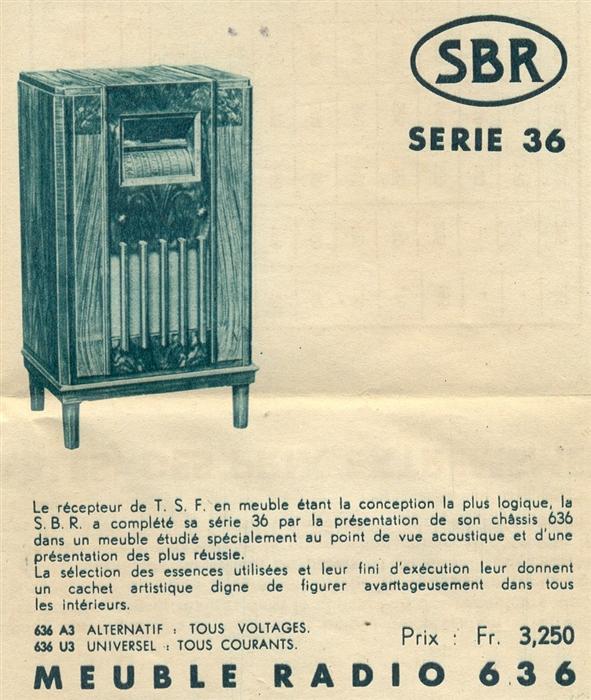 SBR
SERIE 36
Le récepteur de T. S. F. en meuble étant la conception la plus logique, la
S. B. R. a complété sa série 36 par la présentation de son châssis 636
dans un meuble étudié spécialement au point de vue acoustique et d'une
présentation des plus réussie.
La sélection des essences utilisées et leur fini d'exécution leur donnent
un cachet artistique digne de figurer avantageusement dans tous
les intérieurs.
636 A3 ALTERNATIF : TOUS VOLTAGES.
636 U3 UNIVERSEL : TOUS COURANTS.
Prix : Fr. 3,250
MEUBLE RADIO 636